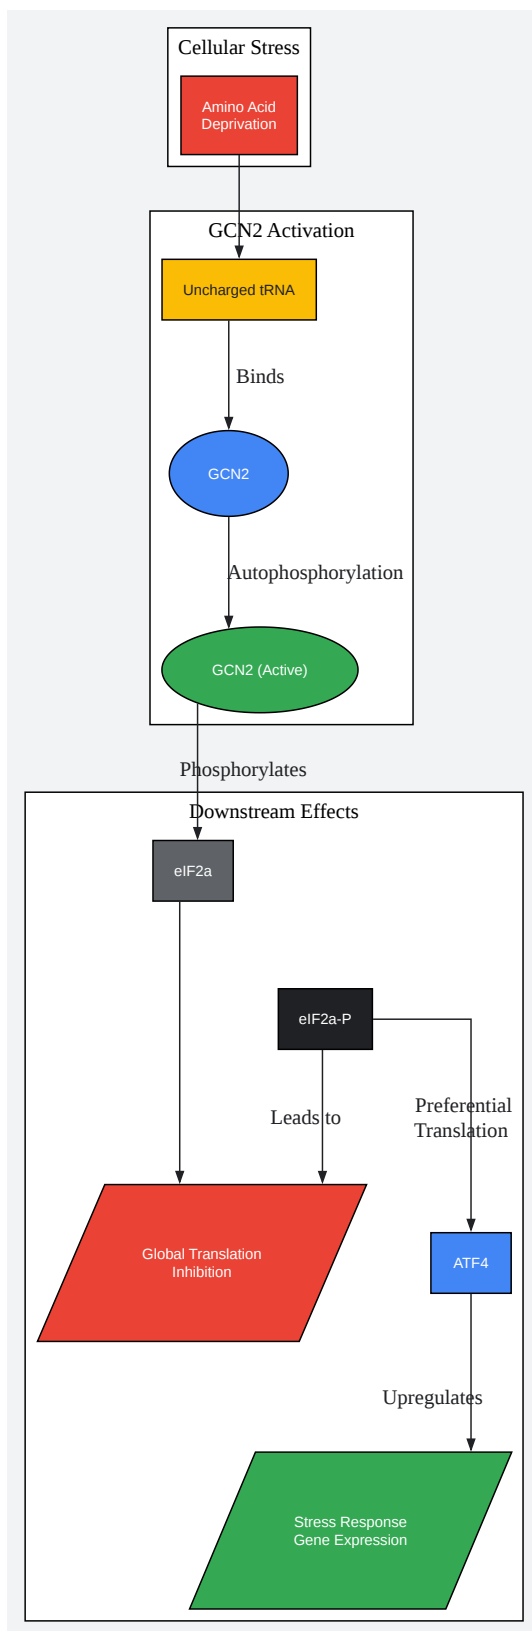 Cellular Stress
Amino Acid
Deprivation
GCN2 Activation
Uncharged tRNA
Binds
GCN2
Autophosphorylation
GCN2 (Active)
Phosphorylates
Downstream Effects
eIF2a
eIF2a-P
Leads to
Preferential
Translation
Global Translation
Inhibition
ATF4
Upregulates
Stress Response
Gene Expression